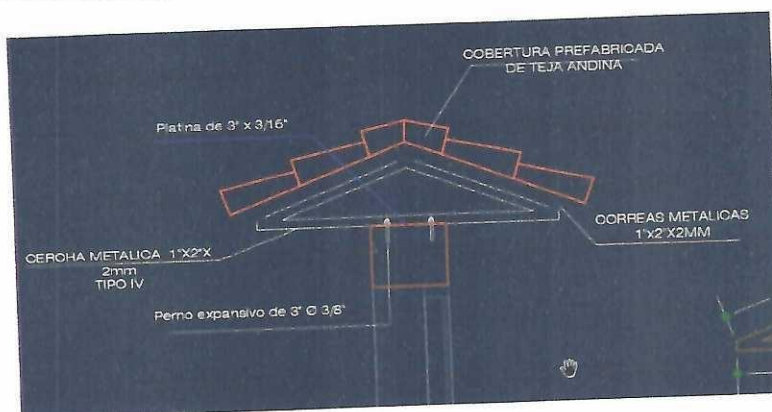 COBERTURA PREFABRICADA
DE TEJA ANDINA
Platina de 3" x 3/16"
CORREAS METALICAS
1"X2"X2MM
CEROHA METALICA 1"X2"X
2mm
TIPO IV
Perno expansivo de 3" Ø 3/8"